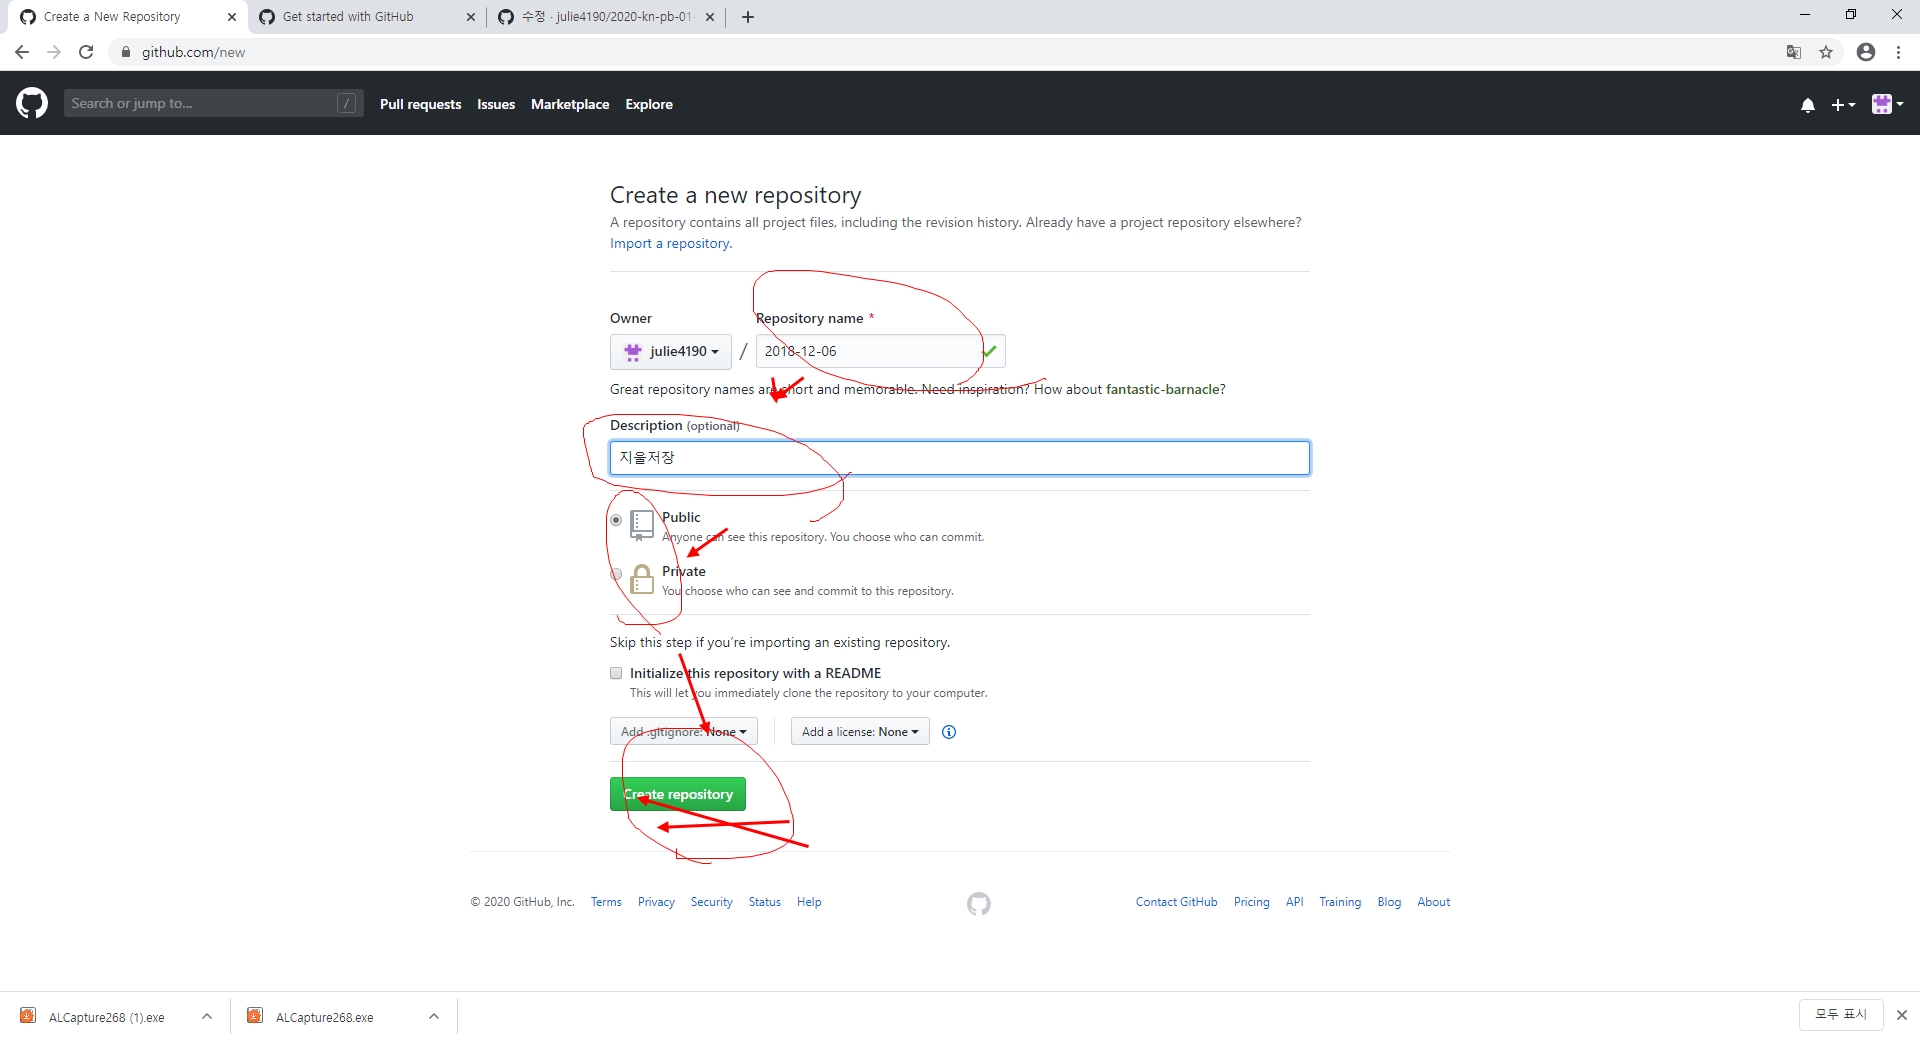 Create a New Repository
Get started with GitHub
수정 · julie4190/2020-kn-pb-01-
github.com/new
Search or jump to...
/
Pull requests
Issues
Marketplace
Explore
Create a new repository
A repository contains all project files, including the revision history. Already have a project repository elsewhere?
Import a repository.
Owner
Repository name *
julie4190
/
2018-12-06
Great repository names are short and memorable. Need inspiration? How about fantastic-barnacle?
Description (optional)
지울저장
Public
Anyone can see this repository. You choose who can commit.
Private
You choose who can see and commit to this repository.
Skip this step if you’re importing an existing repository.
Initialize this repository with a README
This will let you immediately clone the repository to your computer.
Add .gitignore: None
Add a license: None
Create repository
© 2020 GitHub, Inc.
Terms
Privacy
Security
Status
Help
Contact GitHub
Pricing
API
Training
Blog
About
ALCapture268 (1).exe
ALCapture268.exe
모두 표시